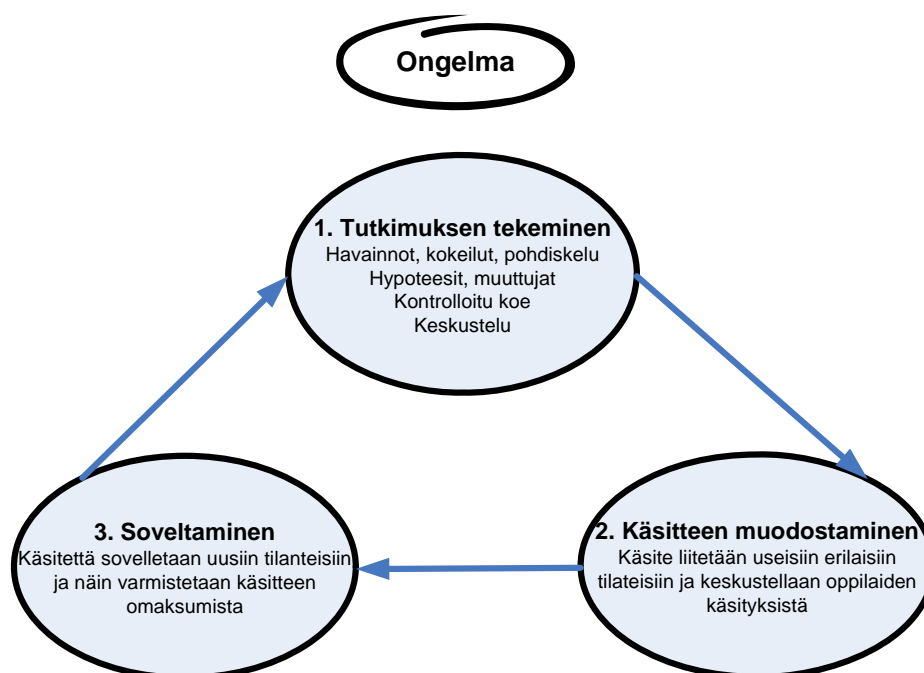 Ongelma
1. Tutkimuksen tekeminen
Havainnot, kokeilut, pohdiskelu
Hypoteesit, muuttujat
Kontrolloitu koe
Keskustelu
2. Käsitteen muodostaminen
Käsite liitetään useisiin erilaisiin
tilateisiin ja keskustellaan oppilaiden
käsityksistä
3. Soveltaminen
Käsitettä sovelletaan uusiin tilanteisiin
ja näin varmistetaan käsitteen
omaksumista